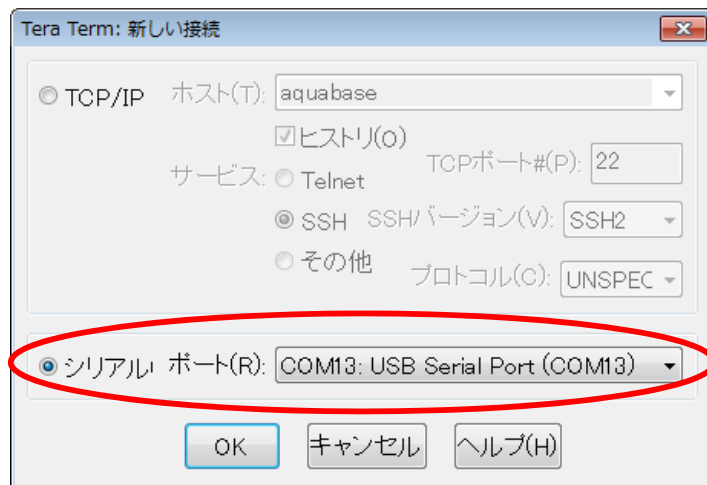 Tera Term: 新しい接続
TCP/IP ホスト(T): aquabase
ヒストリ(O)
サービス: Telnet TCPポート#(P): 22
SSH SSHバージョン(V): SSH2
その他 プロトコル(C): UNSPEC
シリアル ポート(R): COM13: USB Serial Port (COM13)
OK キャンセル ヘルプ(H)